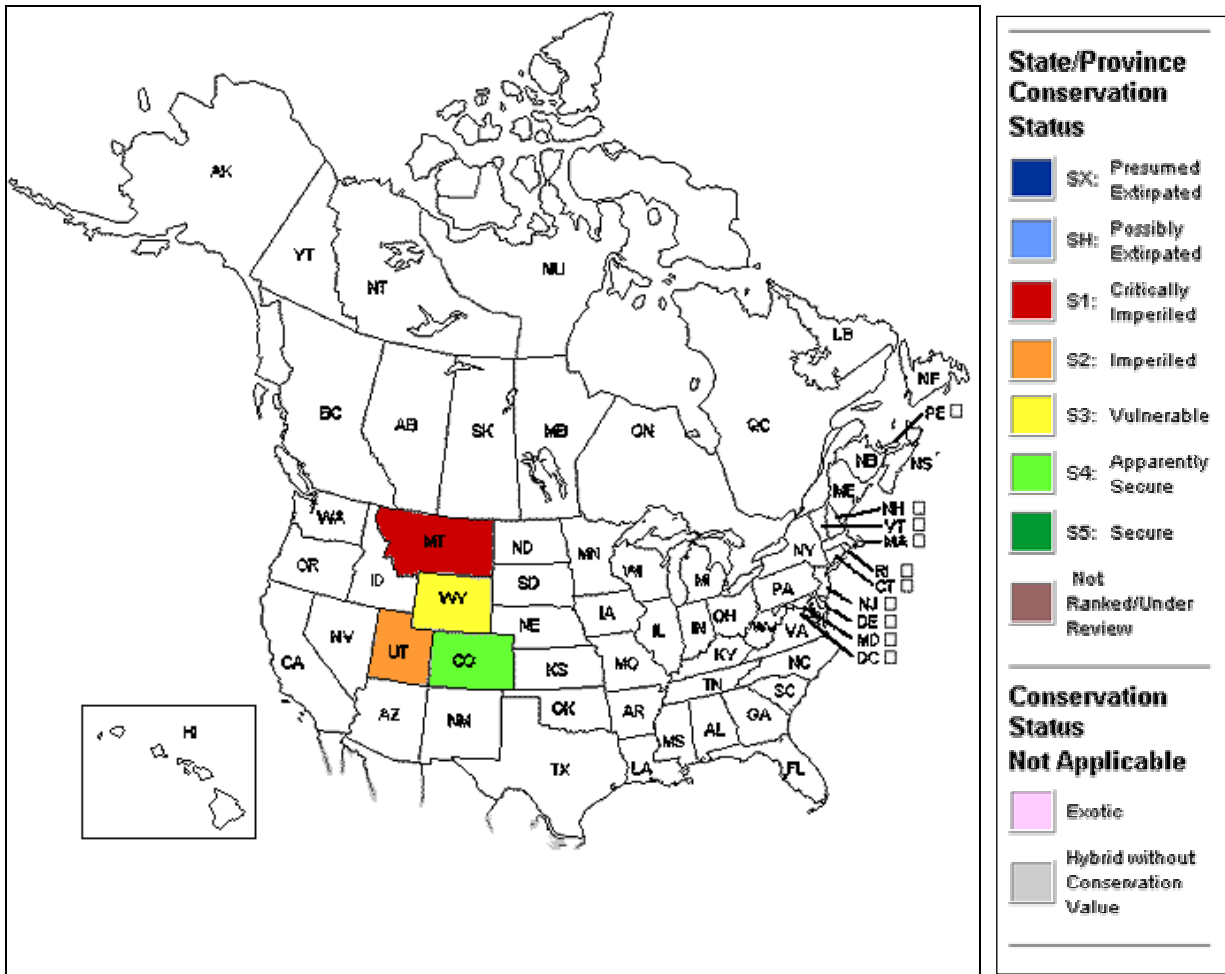 AK
YT
NT
NU
LB
NF
PE
BC
AB
SK
MB
ON
QC
NB
NS
ME
NH
VT
MA
WA
MT
ND
MN
NY
RI
CT
OR
ID
SD
WI
MI
PA
NJ
WY
DE
IA
NE
OH
MD
IL
IN
WV
VA
DC
NV
UT
CO
KS
MO
KY
CA
NC
TN
AZ
NM
OK
AR
SC
HI
MS
AL
GA
TX
LA
FL
State/Province
Conservation
Status
SX: Presumed
Extirpated
SH: Possibly
Extirpated
S1: Critically
Imperiled
S2: Imperiled
S3: Vulnerable
S4: Apparently
Secure
S5: Secure
Not
Ranked/Under
Review
Conservation
Status
Not Applicable
Exotic
Hybrid without
Conservation
Value